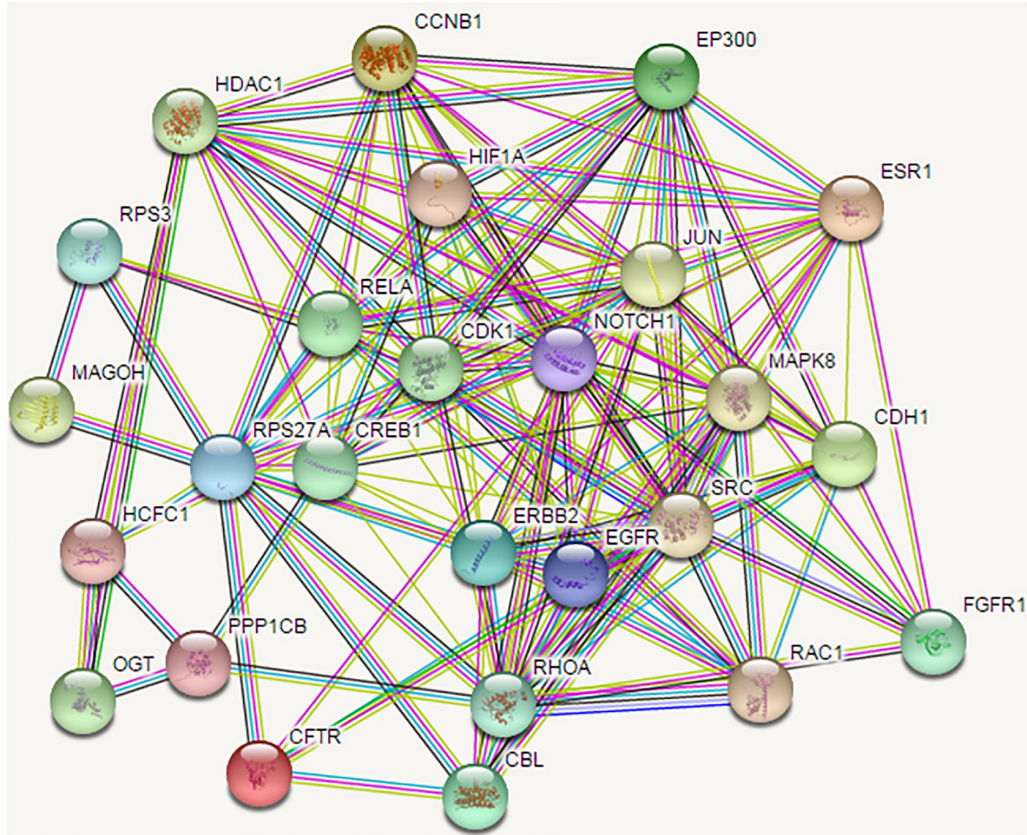 CCNB1
EP300
HDAC1
HIF1A
ESR1
RPS3
JUN
RELA
CDK1
NOTCH1
MAPK8
MAGOH
CDH1
RPS27A
CREB1
SRC
HCFC1
ERBB2
EGFR
FGFR1
PPP1CB
OGT
RHOA
RAC1
CFTR
CBL